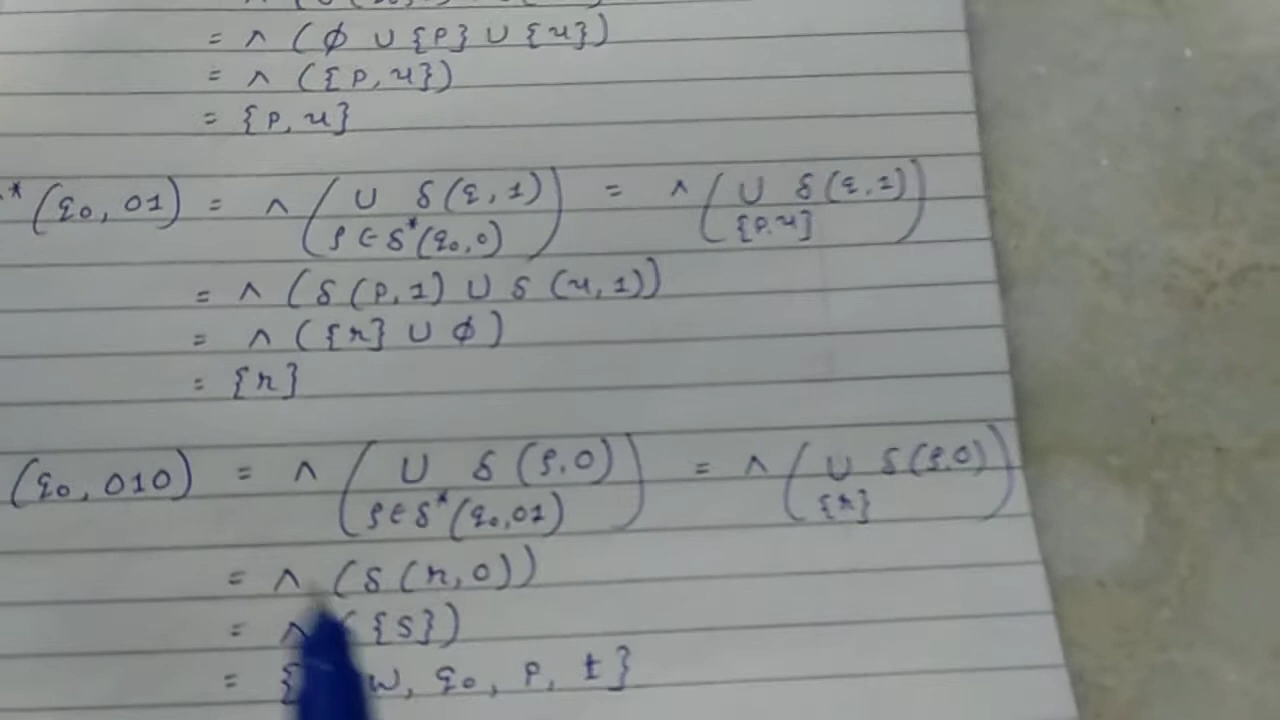 = ∧ (ϕ ∪ {p} ∪ {u})
= ∧ ({p, u})
= {p, u}
* (q0, 01) = ∧ ( ∪ δ(q, 1) = ∧ ( ∪ δ(q, 1)
p ∈ δ*(q0, 0) ) {p, u} )
= ∧ (δ(p, 1) ∪ δ(u, 1))
= ∧ ({r} ∪ ϕ)
= {r}
(q0, 010) = ∧ ( ∪ δ(p, 0) = ∧ ( ∪ δ(p, 0)
p ∈ δ*(q0, 01) ) {r} )
= ∧ (δ(r, 0))
= ∧ ( {s})
= { w, q0, p, t}